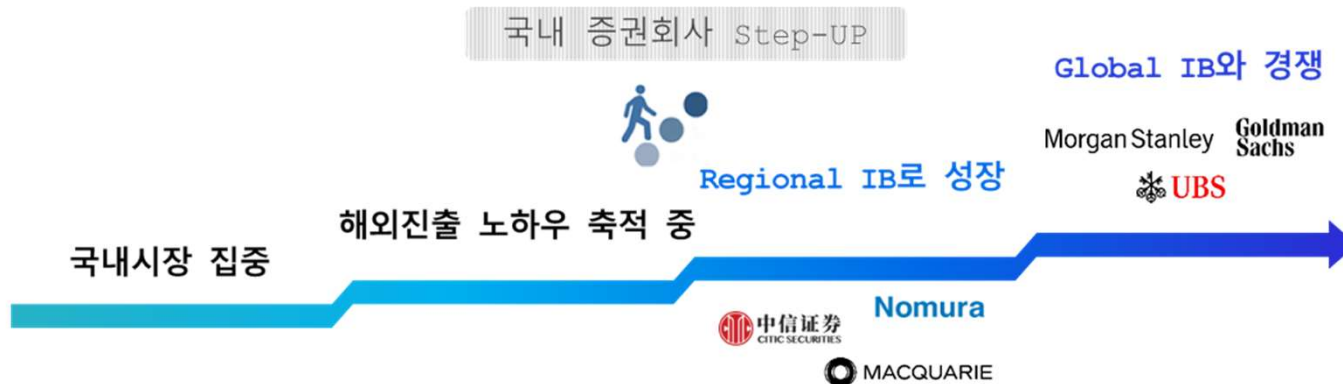 국내 증권회사 Step-UP
Global IB와 경쟁
Morgan Stanley
Goldman
Sachs
UBS
Regional IB로 성장
해외진출 노하우 축적 중
국내시장 집중
Nomura
中信证券
CITIC SECURITIES
MACQUARIE